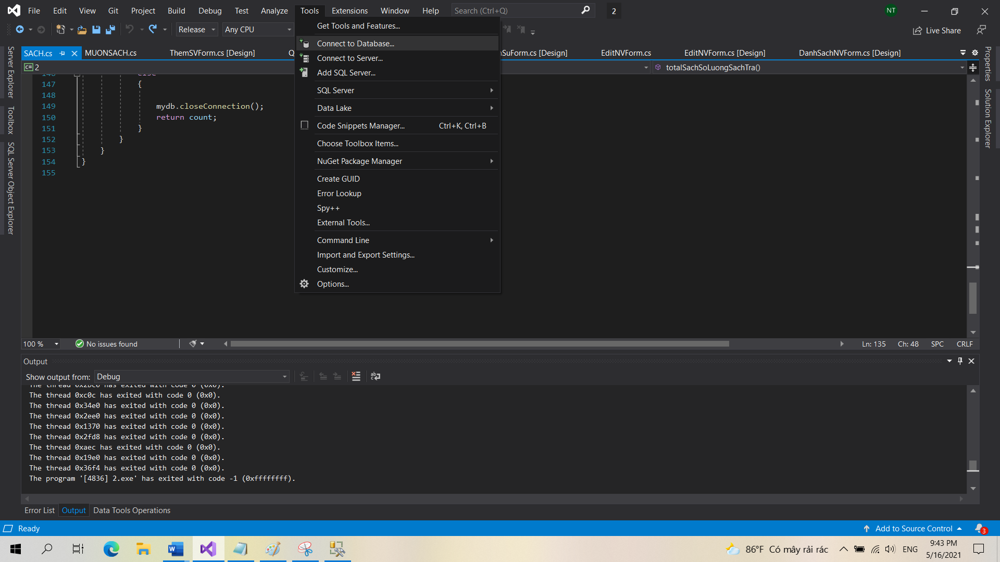 File Edit View Git Project Build Debug Test Analyze Tools Extensions Window Help Search (Ctrl+Q) 2 NT
Release Any CPU Live Share
SACH.cs MUONSACH.cs ThemSVForm.cs [Design] Q nSuForm.cs [Design] EditNVForm.cs EditNVForm.cs [Design] DanhSachNVForm.cs [Design]
C# 2 totalSachSoLuongSachTra()
Server Explorer
Toolbox
SQL Server Object Explorer
Properties
Solution Explorer
146 else
147 {
148
149 mydb.closeConnection();
150 return count;
151 }
152 }
153 }
154 }
155
Get Tools and Features...
Connect to Database...
Connect to Server...
Add SQL Server...
SQL Server
Data Lake
Code Snippets Manager... Ctrl+K, Ctrl+B
Choose Toolbox Items...
NuGet Package Manager
Create GUID
Error Lookup
Spy++
External Tools...
Command Line
Import and Export Settings...
Customize...
Options...
100 % No issues found Ln: 135 Ch: 48 SPC CRLF
Output
Show output from: Debug
The thread 0x2bc0 has exited with code 0 (0x0).
The thread 0xc0c has exited with code 0 (0x0).
The thread 0x34e0 has exited with code 0 (0x0).
The thread 0x2ee0 has exited with code 0 (0x0).
The thread 0x1370 has exited with code 0 (0x0).
The thread 0x2fd8 has exited with code 0 (0x0).
The thread 0xaec has exited with code 0 (0x0).
The thread 0x19e0 has exited with code 0 (0x0).
The thread 0x36f4 has exited with code 0 (0x0).
The program '[4836] 2.exe' has exited with code -1 (0xffffffff).
Error List Output Data Tools Operations
Ready Add to Source Control 3
86°F Có mây rải rác ENG 9:43 PM
5/16/2021